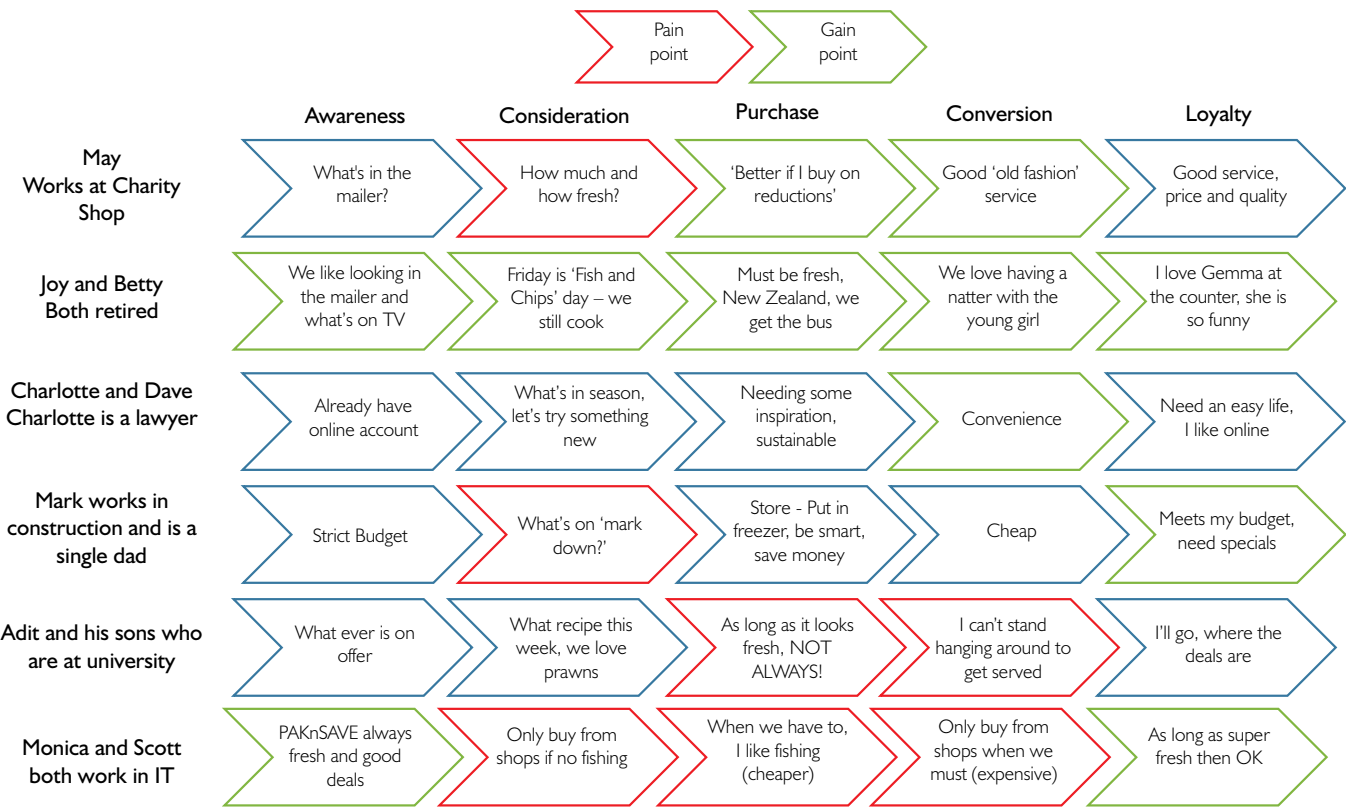 Pain
point
Gain
point
Awareness
Consideration
Purchase
Conversion
Loyalty
May
Works at Charity
Shop
What's in the
mailer?
How much and
how fresh?
‘Better if I buy on
reductions’
Good ‘old fashion’
service
Good service,
price and quality
Joy and Betty
Both retired
We like looking in
the mailer and
what’s on TV
Friday is ‘Fish and
Chips’ day – we
still cook
Must be fresh,
New Zealand, we
get the bus
We love having a
natter with the
young girl
I love Gemma at
the counter, she is
so funny
Charlotte and Dave
Charlotte is a lawyer
Already have
online account
What’s in season,
let’s try something
new
Needing some
inspiration,
sustainable
Convenience
Need an easy life,
I like online
Mark works in
construction and is a
single dad
Strict Budget
What’s on ‘mark
down?’
Store - Put in
freezer, be smart,
save money
Cheap
Meets my budget,
need specials
Adit and his sons who
are at university
What ever is on
offer
What recipe this
week, we love
prawns
As long as it looks
fresh, NOT
ALWAYS!
I can’t stand
hanging around to
get served
I’ll go, where the
deals are
Monica and Scott
both work in IT
PAKnSAVE always
fresh and good
deals
Only buy from
shops if no fishing
When we have to,
I like fishing
(cheaper)
Only buy from
shops when we
must (expensive)
As long as super
fresh then OK